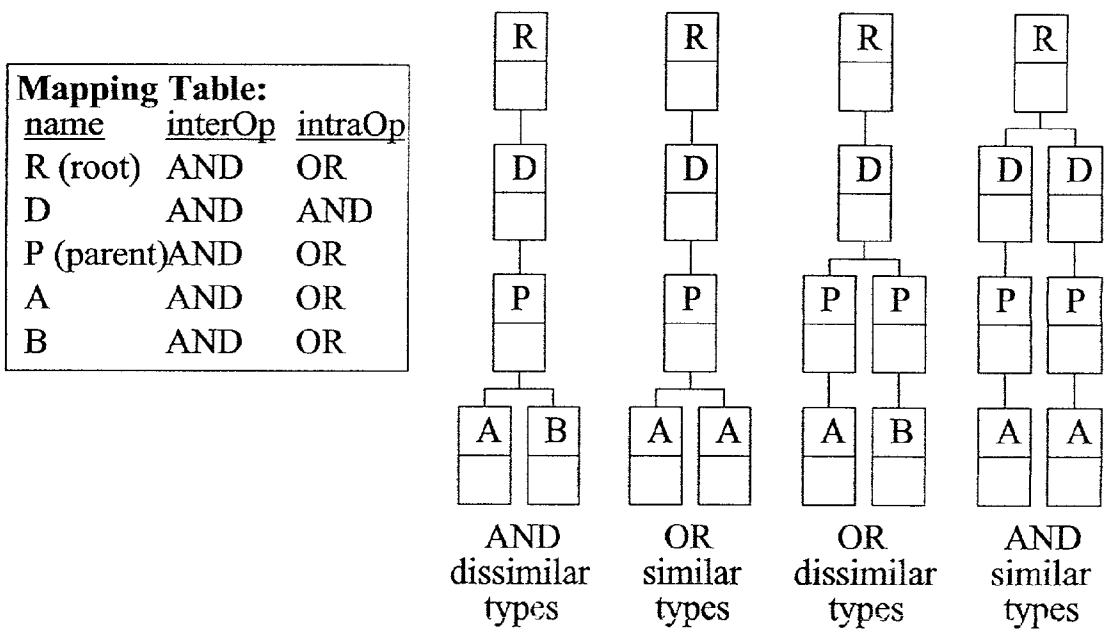 Mapping Table:
name interOp intraOp
R (root) AND OR
D AND AND
P (parent) AND OR
A AND OR
B AND OR
R R R R
D D D D D
P P P P P P
A B A A A B A A
AND dissimilar types
OR similar types
OR dissimilar types
AND similar types